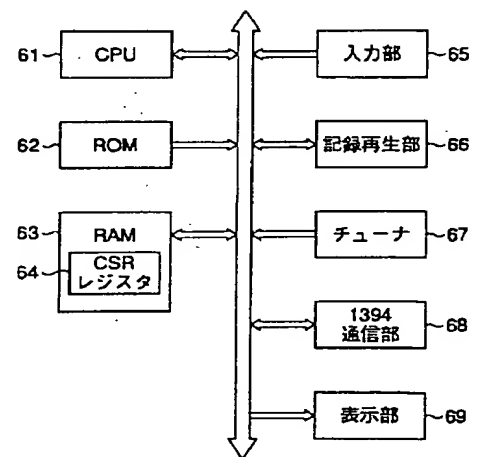 61
CPU
入力部
65
62
ROM
記録再生部
66
63
RAM
64
CSR
レジスタ
チューナ
67
1394
通信部
68
表示部
69